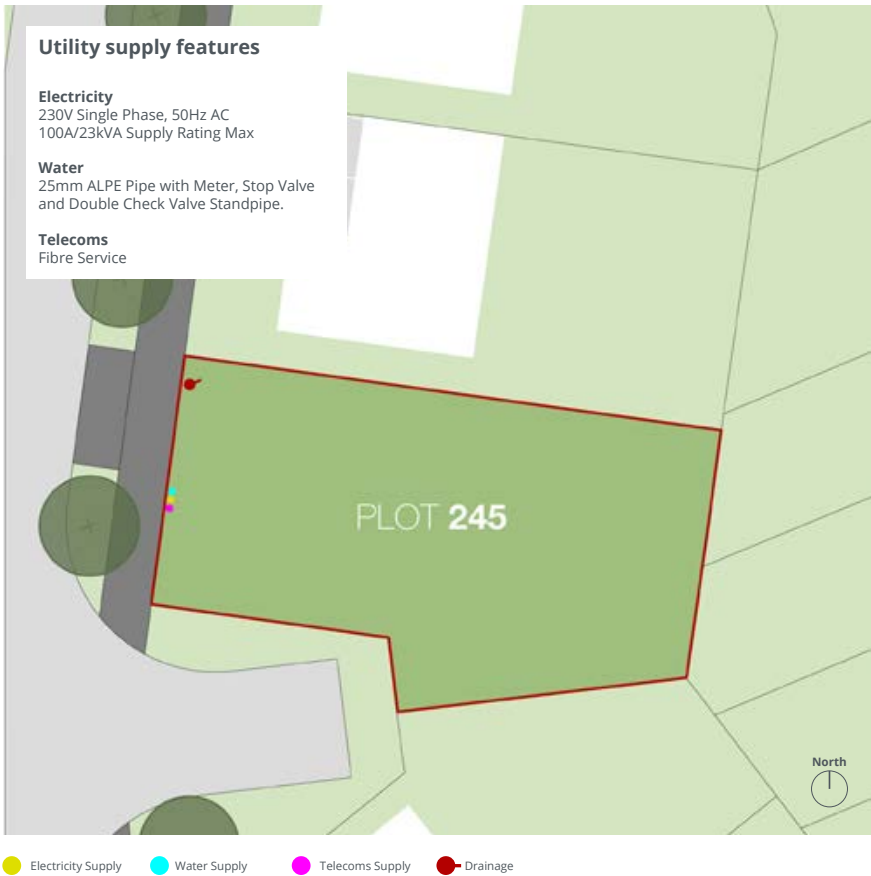 Utility supply features
Electricity
230V Single Phase, 50Hz AC
100A/23kVA Supply Rating Max
Water
25mm ALPE Pipe with Meter, Stop Valve
and Double Check Valve Standpipe.
Telecoms
Fibre Service
PLOT 245
North
Electricity Supply
Water Supply
Telecoms Supply
Drainage